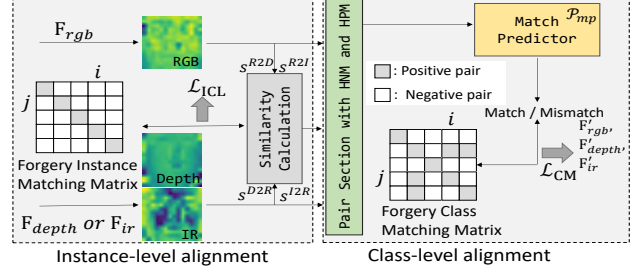 F_rgb
RGB
s^R2D
s^R2I
i
j
L_ICL
Similarity
Calculation
Forgery Instance
Matching Matrix
Depth
s^D2R
s^I2R
F_depth or F_ir
IR
Instance-level alignment
Pair Section with HNM and HPM
Match
Predictor
P_mp
: Positive pair
: Negative pair
i
j
Match / Mismatch
F'_rgb,
F'_depth,
F'_ir
L_CM
Forgery Class
Matching Matrix
Class-level alignment